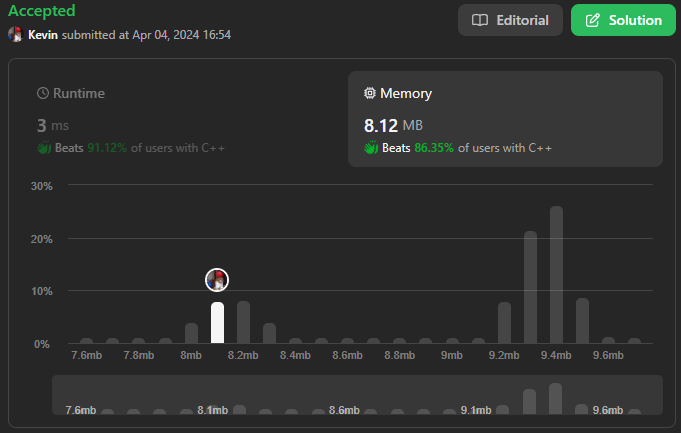 Accepted
Kevin submitted at Apr 04, 2024 16:54
Editorial
Solution
Runtime
3 ms
Beats 91.12% of users with C++
Memory
8.12 MB
Beats 86.35% of users with C++
30%
20%
10%
0%
7.6mb 7.8mb 8mb 8.2mb 8.4mb 8.6mb 8.8mb 9mb 9.2mb 9.4mb 9.6mb
7.6mb 8.1mb 8.6mb 9.1mb 9.6mb